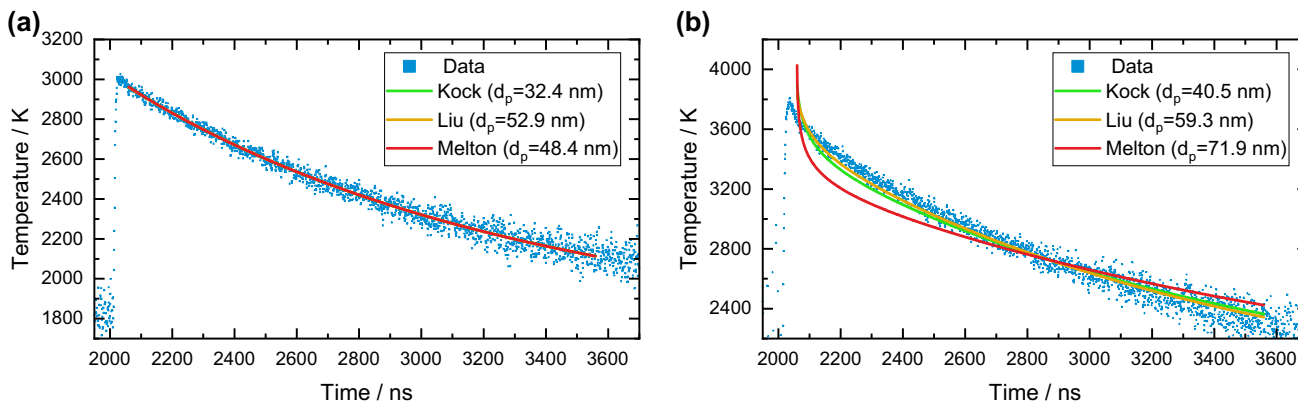 (a)
3200
3000
2800
2600
2400
2200
2000
1800
Temperature / K
Data
Kock (dp=32.4 nm)
Liu (dp=52.9 nm)
Melton (dp=48.4 nm)
2000 2200 2400 2600 2800 3000 3200 3400 3600
Time / ns
(b)
4000
3600
3200
2800
2400
Temperature / K
Data
Kock (dp=40.5 nm)
Liu (dp=59.3 nm)
Melton (dp=71.9 nm)
2000 2200 2400 2600 2800 3000 3200 3400 3600
Time / ns